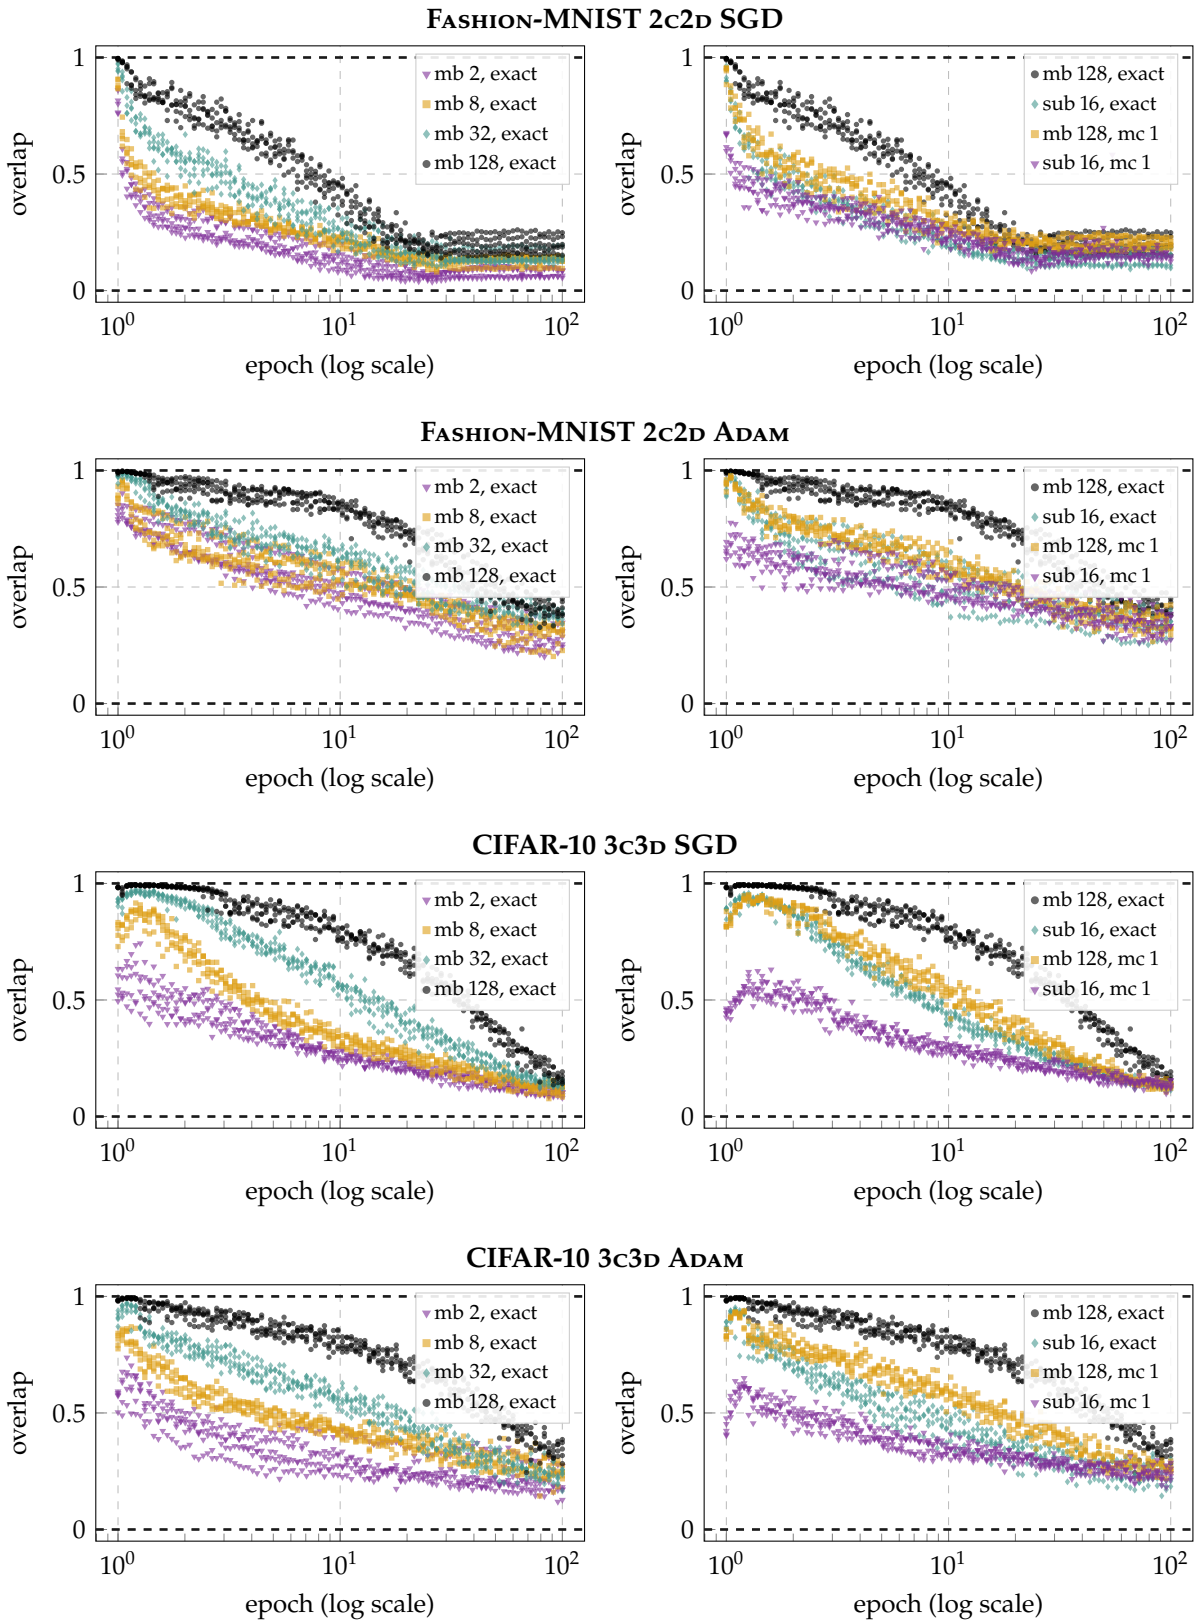 Fashion-MNIST 2c2d SGD
overlap
1
0.5
0
mb 2, exact
mb 8, exact
mb 32, exact
mb 128, exact
10^0
10^1
10^2
epoch (log scale)
overlap
1
0.5
0
mb 128, exact
sub 16, exact
mb 128, mc 1
sub 16, mc 1
10^0
10^1
10^2
epoch (log scale)
Fashion-MNIST 2c2d Adam
overlap
1
0.5
0
mb 2, exact
mb 8, exact
mb 32, exact
mb 128, exact
10^0
10^1
10^2
epoch (log scale)
overlap
1
0.5
0
mb 128, exact
sub 16, exact
mb 128, mc 1
sub 16, mc 1
10^0
10^1
10^2
epoch (log scale)
CIFAR-10 3c3d SGD
overlap
1
0.5
0
mb 2, exact
mb 8, exact
mb 32, exact
mb 128, exact
10^0
10^1
10^2
epoch (log scale)
overlap
1
0.5
0
mb 128, exact
sub 16, exact
mb 128, mc 1
sub 16, mc 1
10^0
10^1
10^2
epoch (log scale)
CIFAR-10 3c3d Adam
overlap
1
0.5
0
mb 2, exact
mb 8, exact
mb 32, exact
mb 128, exact
10^0
10^1
10^2
epoch (log scale)
overlap
1
0.5
0
mb 128, exact
sub 16, exact
mb 128, mc 1
sub 16, mc 1
10^0
10^1
10^2
epoch (log scale)